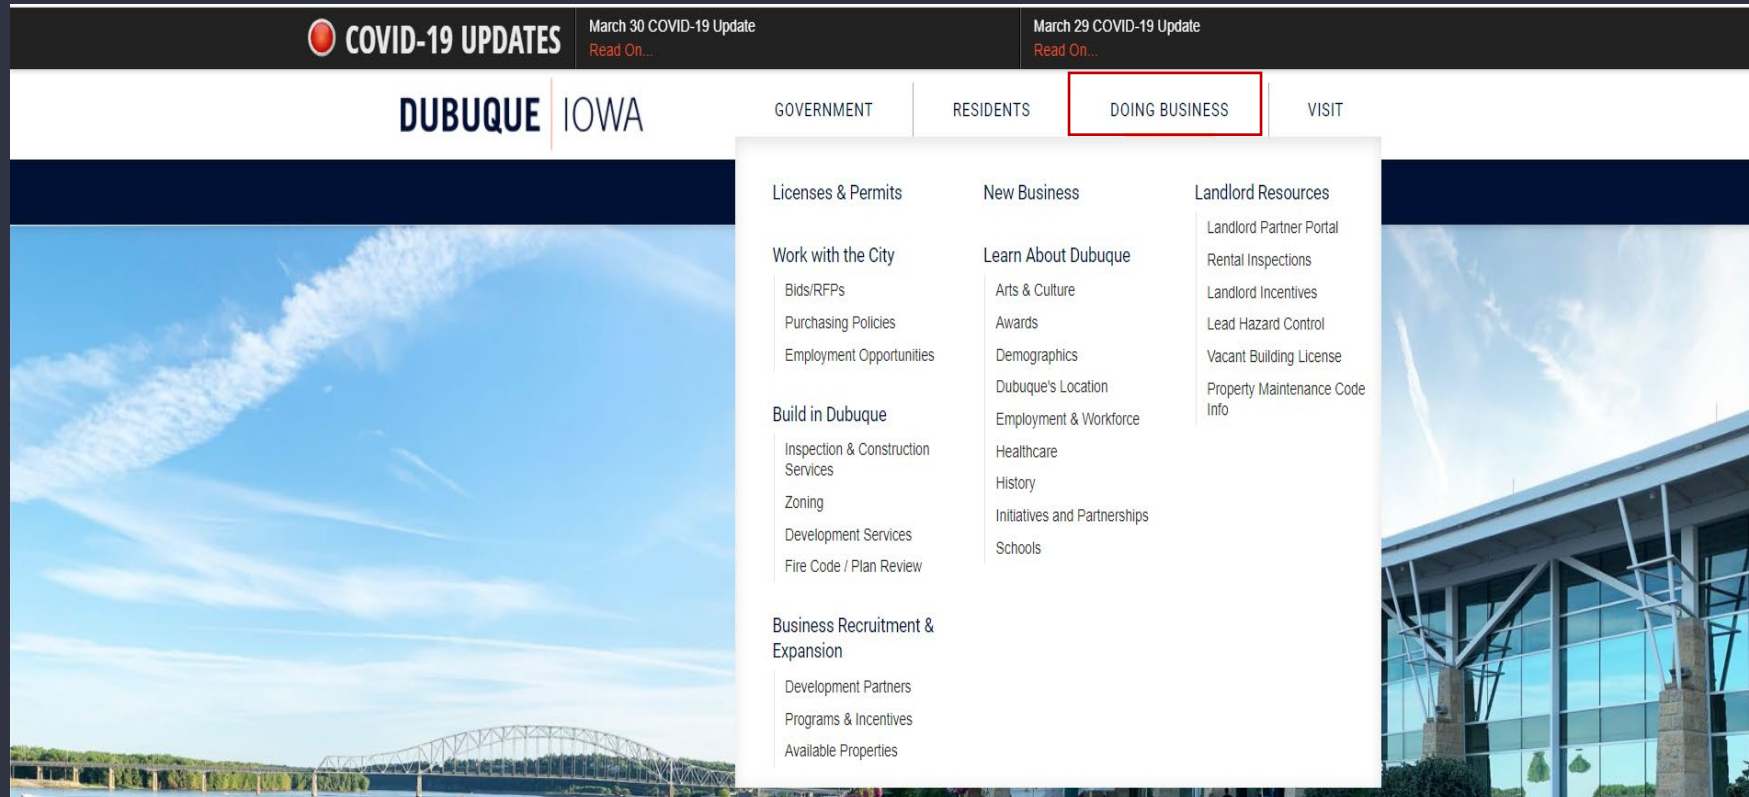 COVID-19 UPDATES
March 30 COVID-19 Update
Read On...
March 29 COVID-19 Update
Read On...
DUBUQUE IOWA
GOVERNMENT
RESIDENTS
DOING BUSINESS
VISIT
Licenses & Permits
Work with the City
Bids/RFPs
Purchasing Policies
Employment Opportunities
Build in Dubuque
Inspection & Construction
Services
Zoning
Development Services
Fire Code / Plan Review
Business Recruitment &
Expansion
Development Partners
Programs & Incentives
Available Properties
New Business
Learn About Dubuque
Arts & Culture
Awards
Demographics
Dubuque's Location
Employment & Workforce
Healthcare
History
Initiatives and Partnerships
Schools
Landlord Resources
Landlord Partner Portal
Rental Inspections
Landlord Incentives
Lead Hazard Control
Vacant Building License
Property Maintenance Code
Info